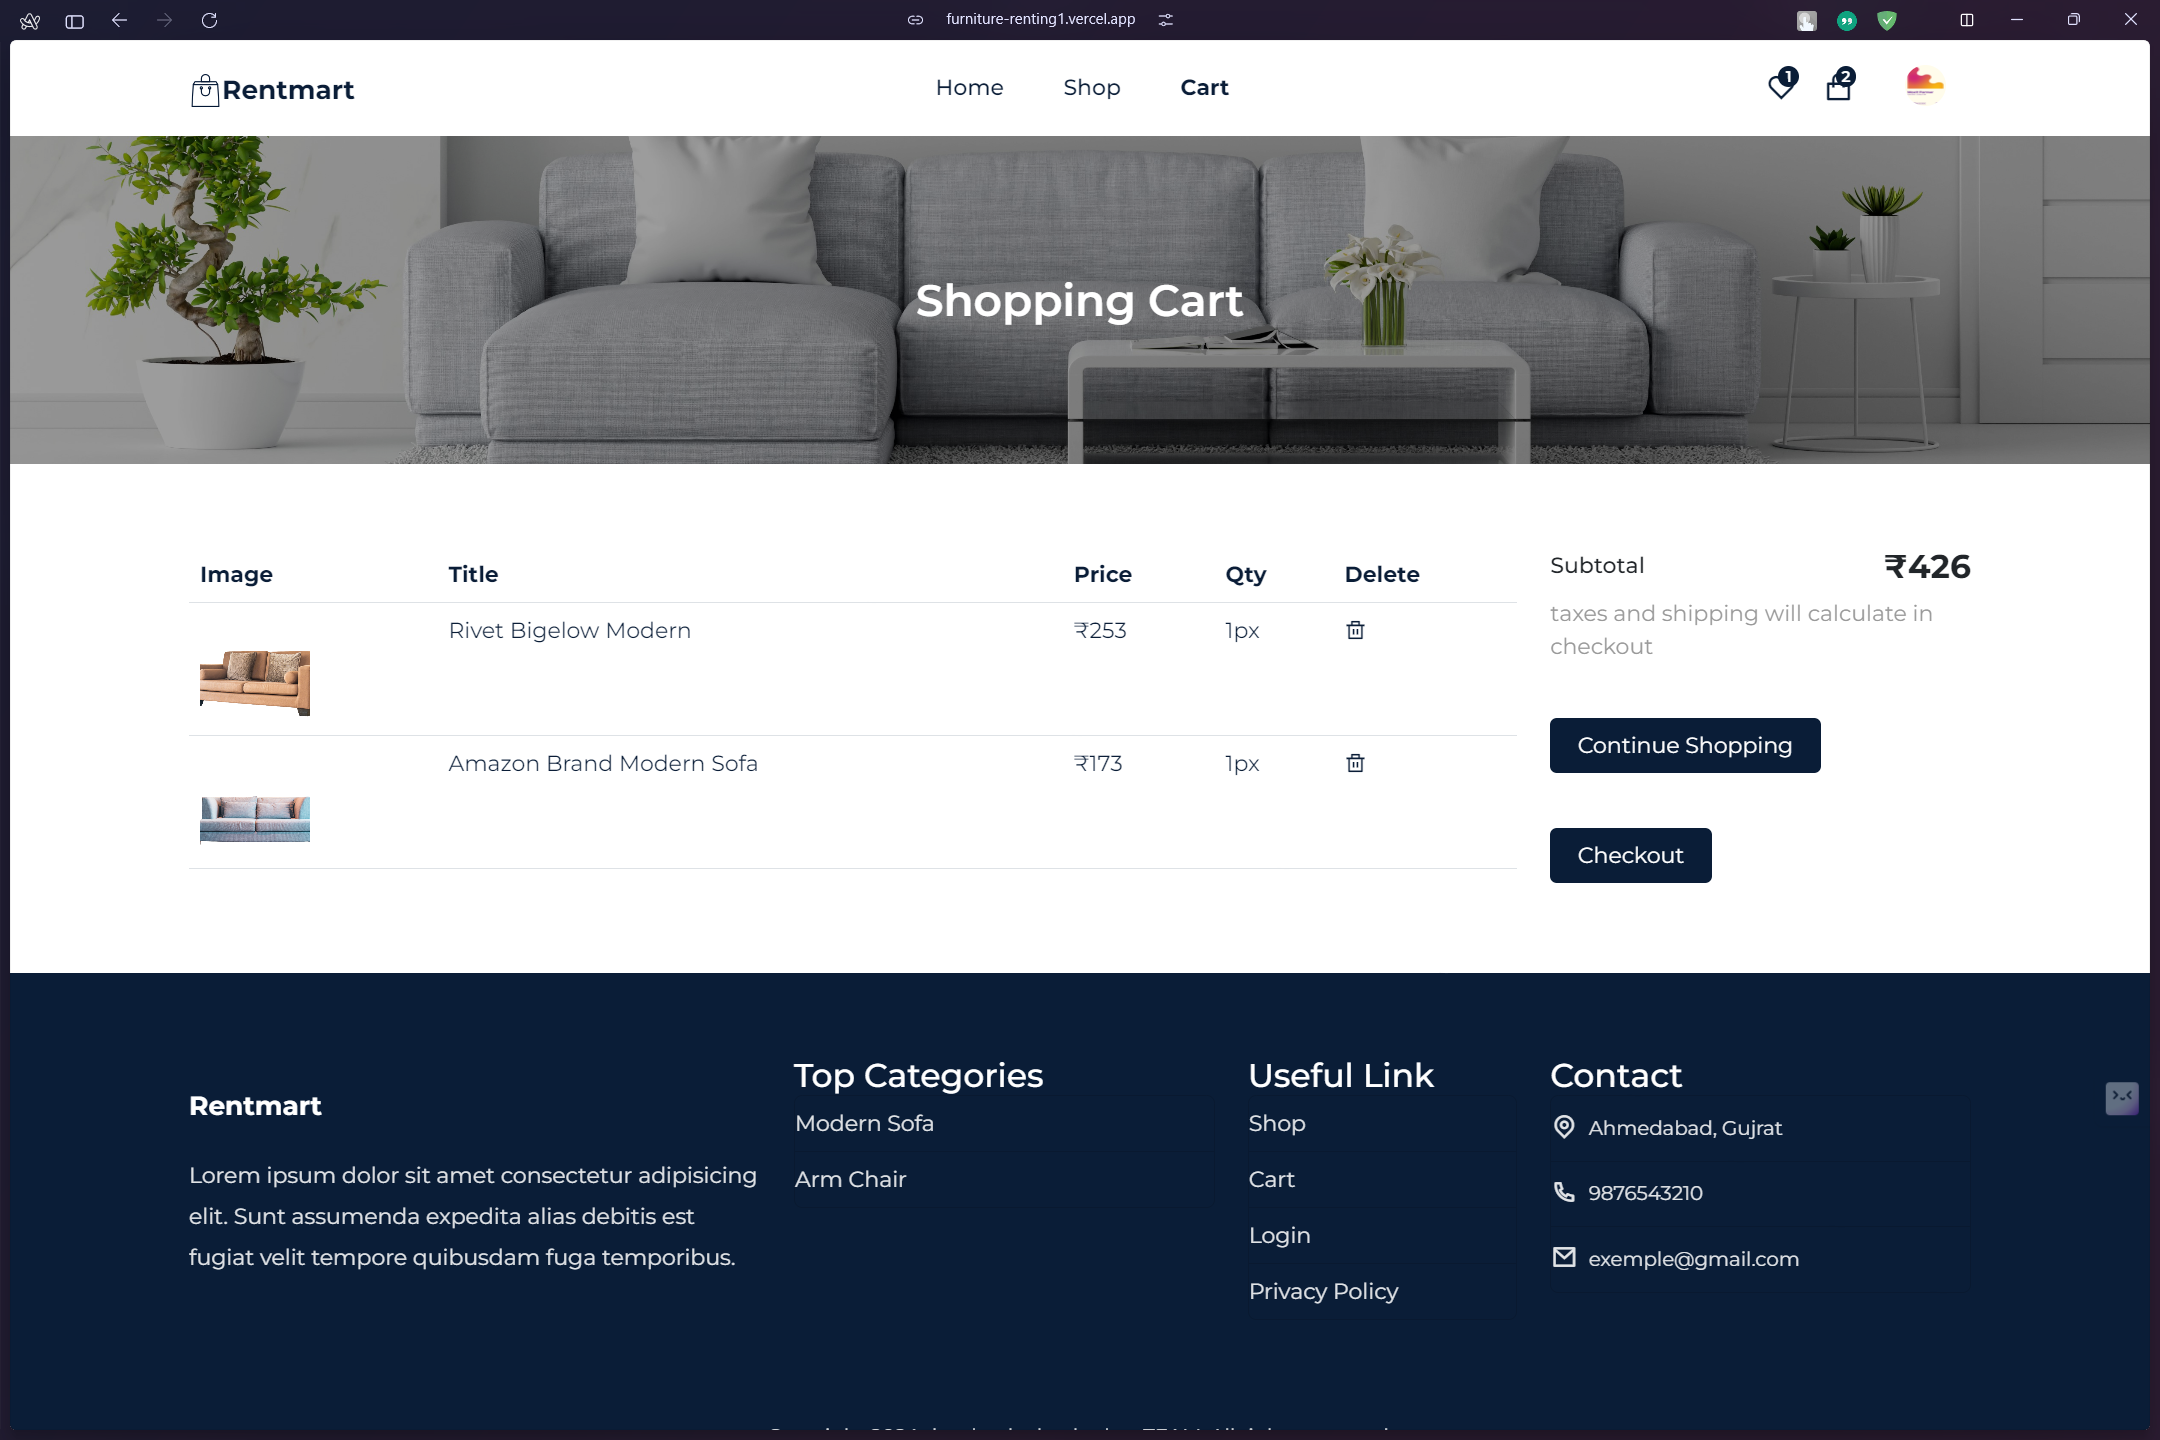 furniture-renting1.vercel.app
Rentmart
Home
Shop
Cart
1
2
Shopping Cart
Image Title Price Qty Delete
Rivet Bigelow Modern ₹253 1px
Amazon Brand Modern Sofa ₹173 1px
Subtotal ₹426
taxes and shipping will calculate in
checkout
Continue Shopping
Checkout
Rentmart
Lorem ipsum dolor sit amet consectetur adipisicing
elit. Sunt assumenda expedita alias debitis est
fugiat velit tempore quibusdam fuga temporibus.
Top Categories
Modern Sofa
Arm Chair
Useful Link
Shop
Cart
Login
Privacy Policy
Contact
Ahmedabad, Gujrat
9876543210
exemple@gmail.com